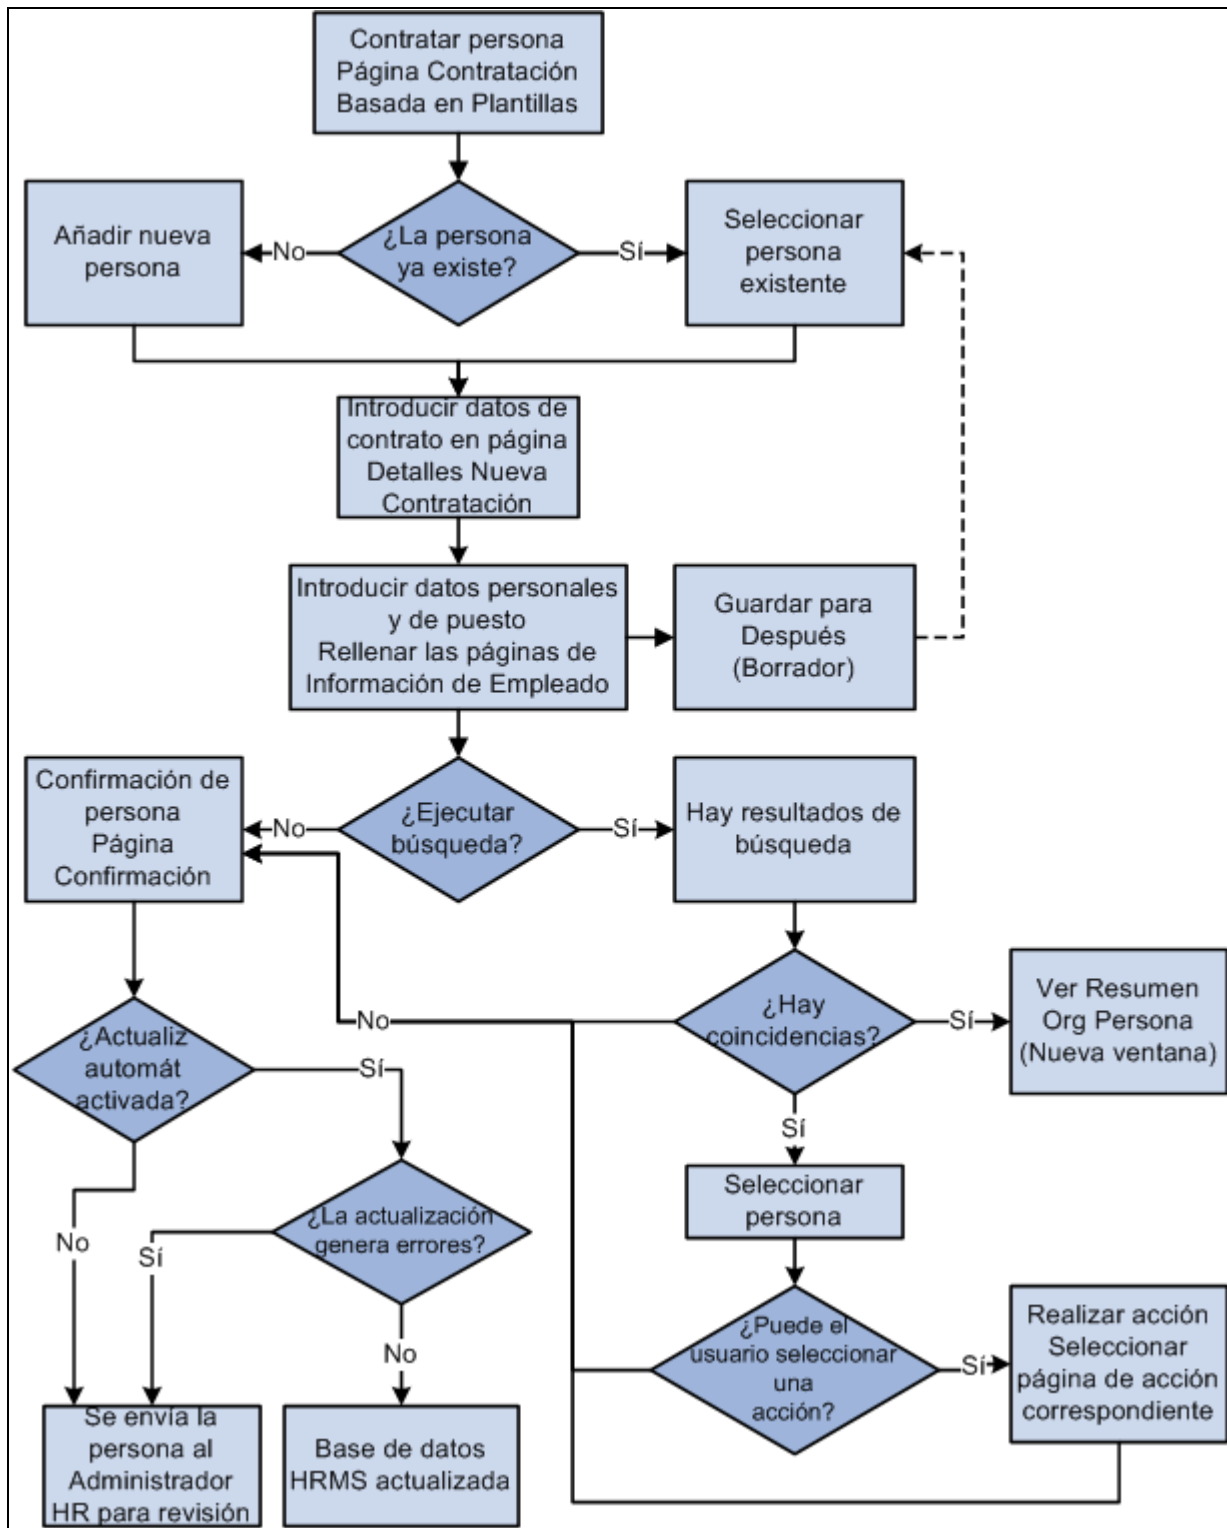 Contratar persona
Página Contratación
Basada en Plantillas
Añadir nueva
persona
No
¿La persona
ya existe?
Sí
Seleccionar
persona
existente
Introducir datos de
contrato en página
Detalles Nueva
Contratación
Introducir datos personales
y de puesto
Rellenar las páginas de
Información de Empleado
Guardar para
Después
(Borrador)
Confirmación de
persona
Página
Confirmación
No
¿Ejecutar
búsqueda?
Sí
Hay resultados de
búsqueda
No
¿Hay
coincidencias?
Sí
Ver Resumen
Org Persona
(Nueva ventana)
¿Actualiz
automát
activada?
Sí
Sí
Seleccionar
persona
No
Sí
¿La actualización
genera errores?
No
¿Puede el
usuario seleccionar
una
acción?
Sí
Realizar acción
Seleccionar
página de acción
correspondiente
Se envía la
persona al
Administrador
HR para revisión
Base de datos
HRMS actualizada